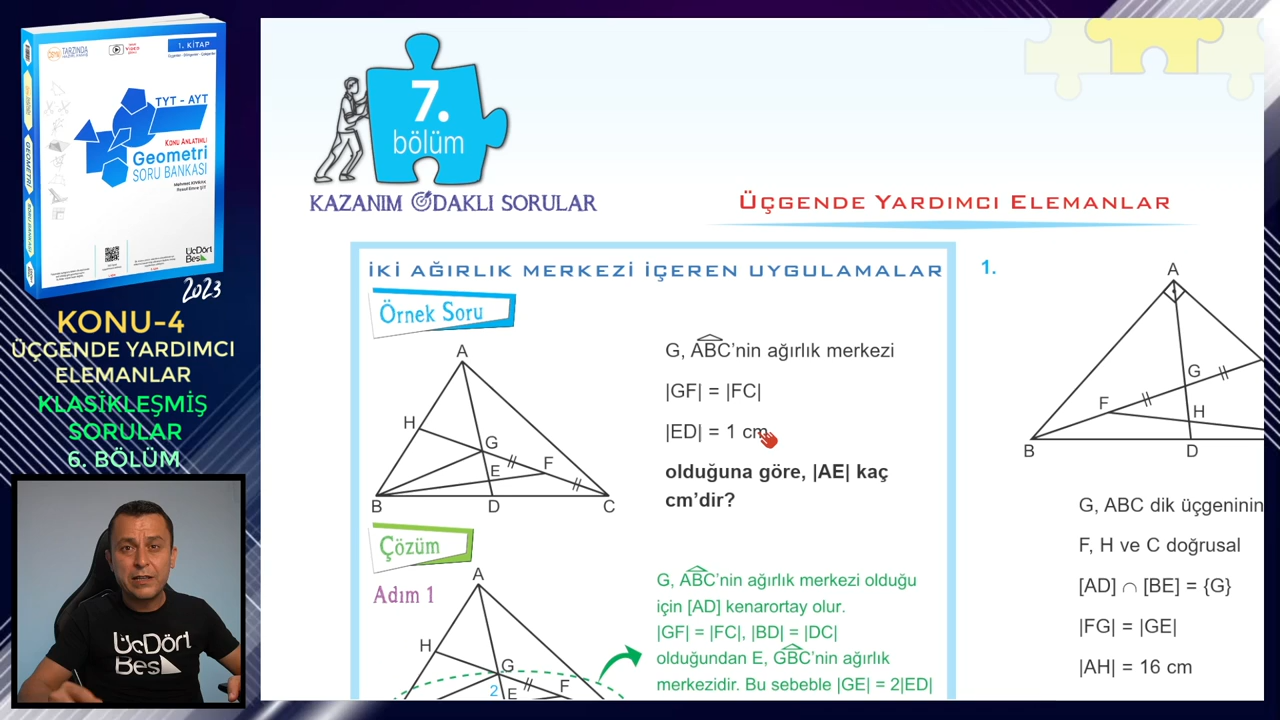 TARZINDA
1. KİTAP
TYT - AYT
KONU ANLATIMLI
Geometri
SORU BANKASI
GEOMETRİ
ÜçDört
Beş
2023
KONU-4
ÜÇGENDE YARDIMCI
ELEMANLAR
KLASİKLEŞMİŞ
SORULAR
6. BÖLÜM
ÜçDört
Beş
7.
bölüm
KAZANIM ODAKLI SORULAR
ÜÇGENDE YARDIMCI ELEMANLAR
İKİ AĞIRLIK MERKEZİ İÇEREN UYGULAMALAR
Örnek Soru
A
H
G
F
E
B
D
C
G, ABC'nin ağırlık merkezi
|GF| = |FC|
|ED| = 1 cm
olduğuna göre, |AE| kaç
cm'dir?
Çözüm
Adım 1
A
H
G
2
E
F
G, ABC'nin ağırlık merkezi olduğu
için [AD] kenarortay olur.
|GF| = |FC|, |BD| = |DC|
olduğundan E, GBC'nin ağırlık
merkezidir. Bu sebeble |GE| = 2|ED|
1.
A
G
F
H
B
D
G, ABC dik üçgeninin
F, H ve C doğrusal
[AD] ∩ [BE] = {G}
|FG| = |GE|
|AH| = 16 cm